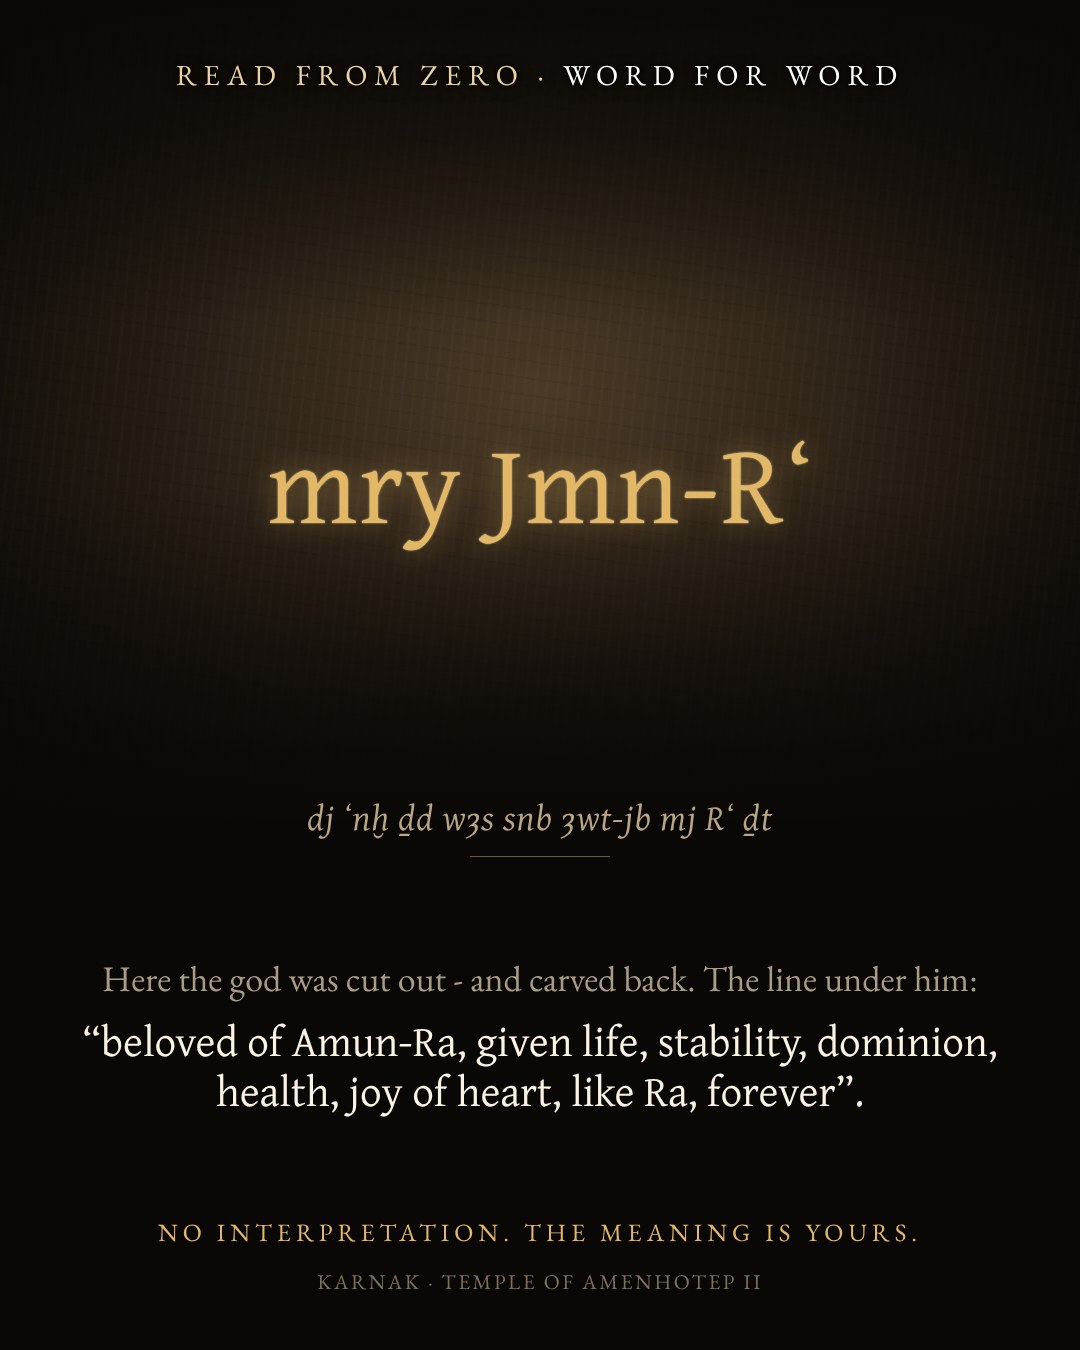 READ FROM ZERO · WORD FOR WORD
mry Jmn-Rʿ
dj ʿnḫ ḏd wꜣs snb ꜣwt-jb mj Rʿ ḏt
Here the god was cut out - and carved back. The line under him:
“beloved of Amun-Ra, given life, stability, dominion,
health, joy of heart, like Ra, forever”.
NO INTERPRETATION. THE MEANING IS YOURS.
KARNAK · TEMPLE OF AMENHOTEP II